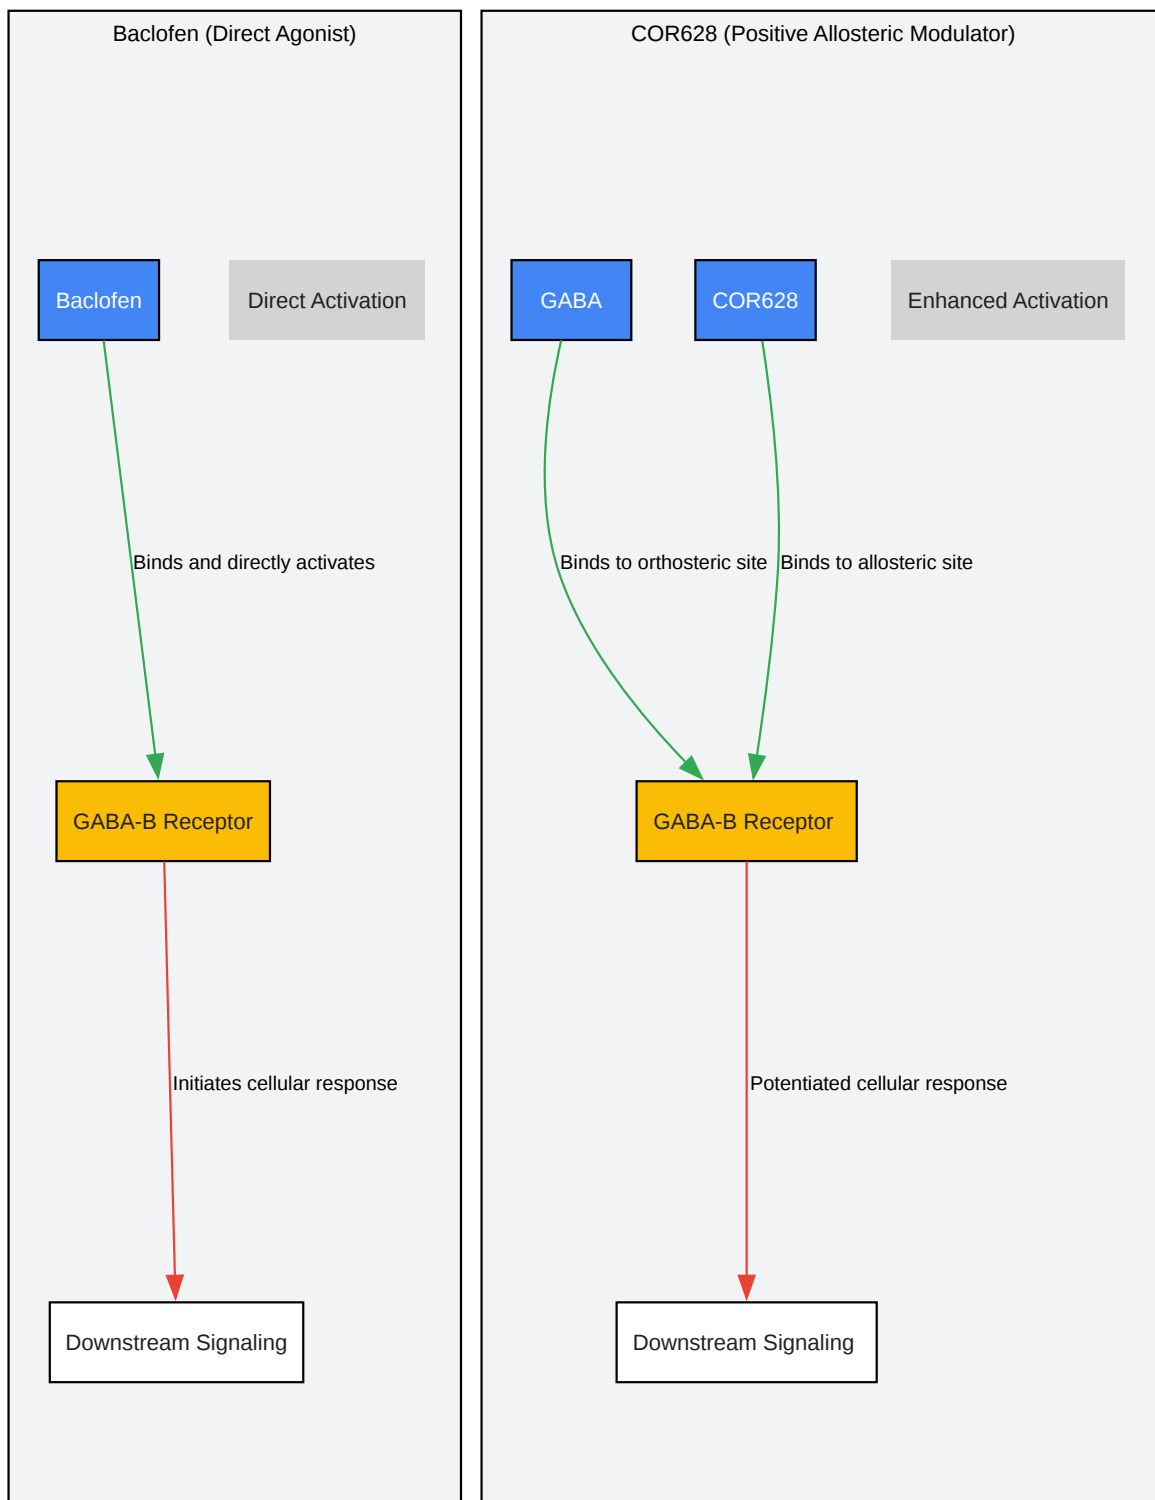 Baclofen (Direct Agonist)
Baclofen
Direct Activation
Binds and directly activates
GABA-B Receptor
Initiates cellular response
Downstream Signaling
COR628 (Positive Allosteric Modulator)
GABA
COR628
Enhanced Activation
Binds to orthosteric site
Binds to allosteric site
GABA-B Receptor
Potentiated cellular response
Downstream Signaling